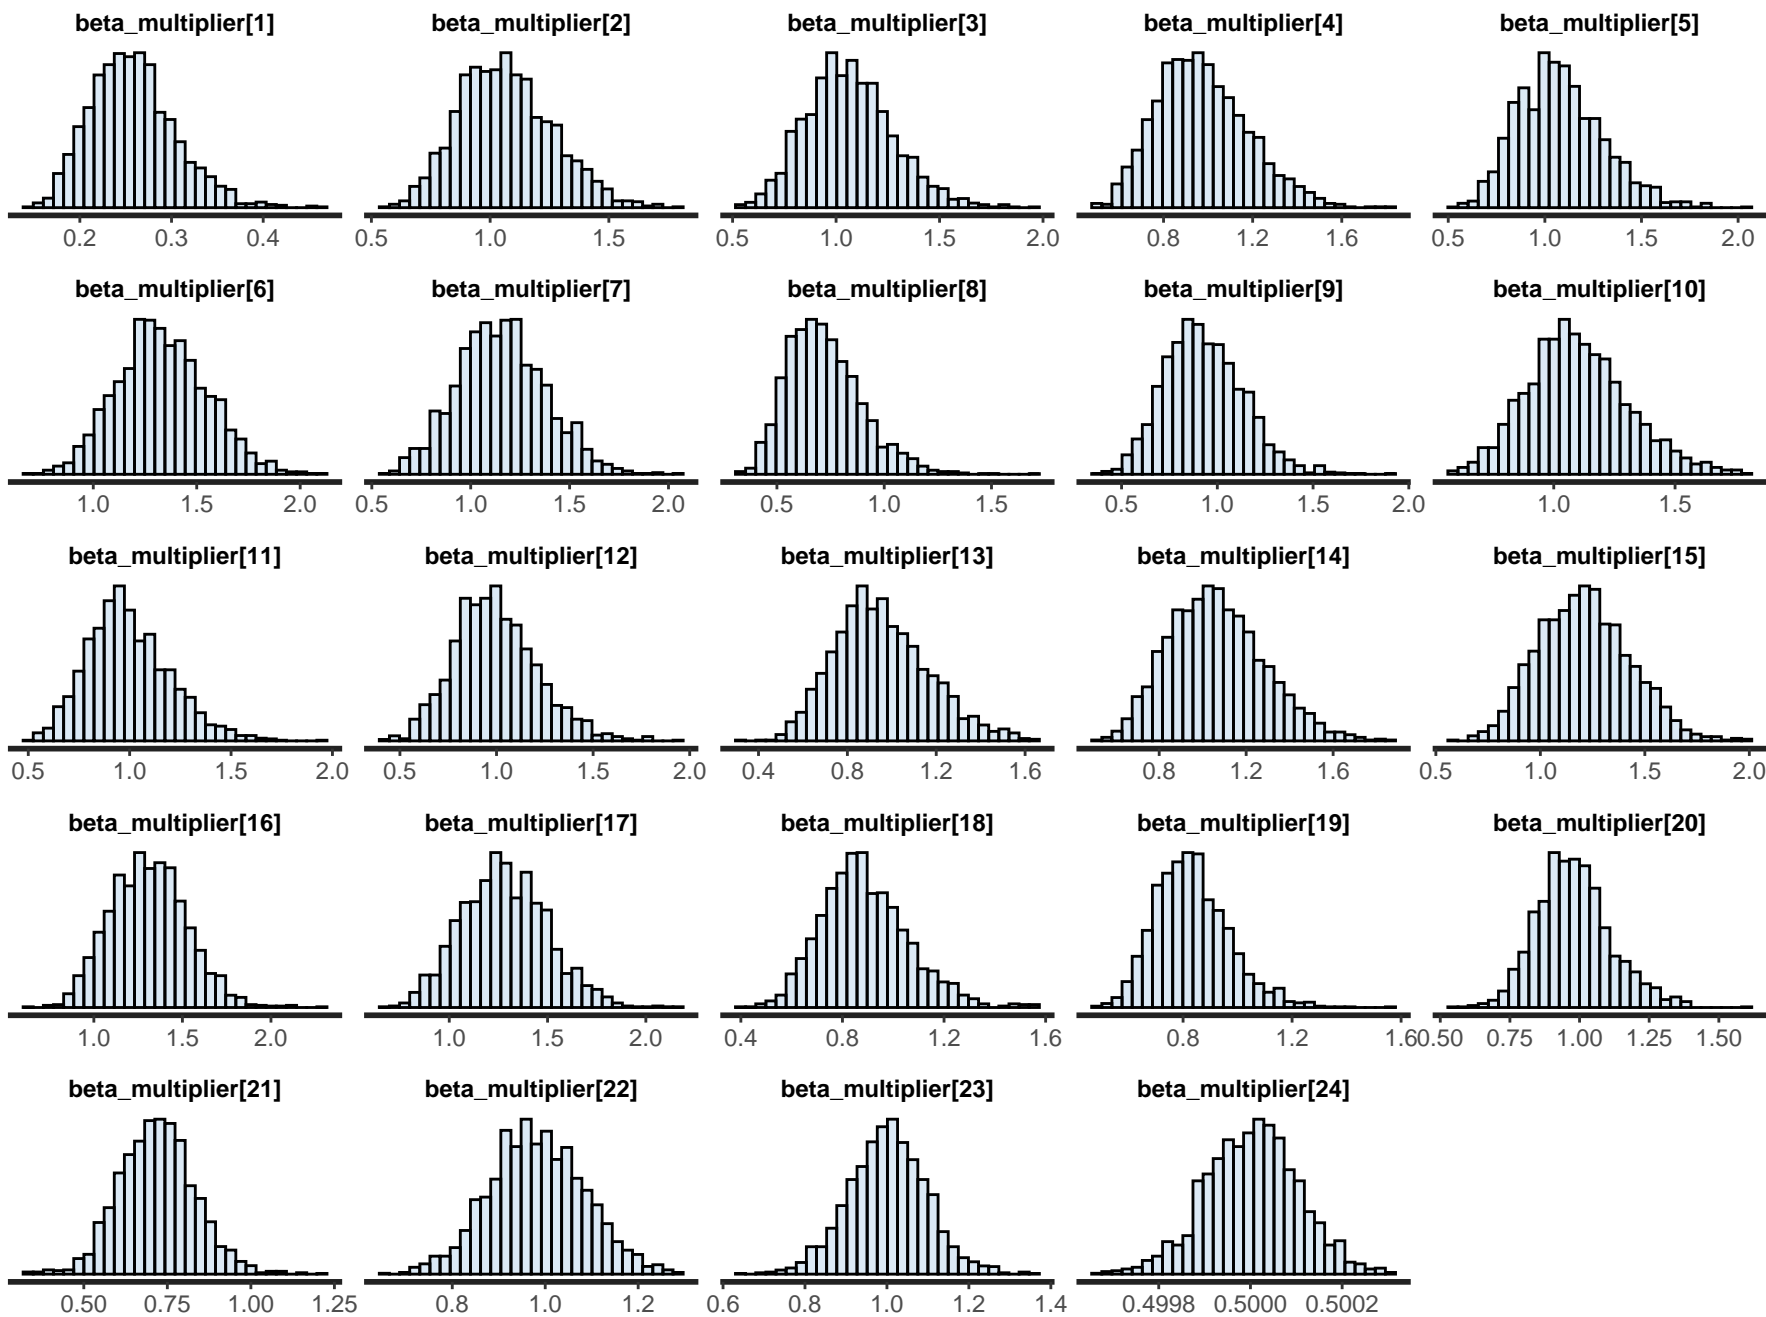 beta_multiplier[1] beta_multiplier[2] beta_multiplier[3] beta_multiplier[4] beta_multiplier[5]
0.2 0.3 0.4 0.5 1.0 1.5 0.5 1.0 1.5 2.0 0.8 1.2 1.6 0.5 1.0 1.5 2.0
beta_multiplier[6] beta_multiplier[7] beta_multiplier[8] beta_multiplier[9] beta_multiplier[10]
1.0 1.5 2.0 0.5 1.0 1.5 2.0 0.5 1.0 1.5 0.5 1.0 1.5 2.0 1.0 1.5
beta_multiplier[11] beta_multiplier[12] beta_multiplier[13] beta_multiplier[14] beta_multiplier[15]
0.5 1.0 1.5 2.0 0.5 1.0 1.5 2.0 0.4 0.8 1.2 1.6 0.8 1.2 1.6 0.5 1.0 1.5 2.0
beta_multiplier[16] beta_multiplier[17] beta_multiplier[18] beta_multiplier[19] beta_multiplier[20]
1.0 1.5 2.0 1.0 1.5 2.0 0.4 0.8 1.2 1.6 0.8 1.2 1.6 0.50 0.75 1.00 1.25 1.50
beta_multiplier[21] beta_multiplier[22] beta_multiplier[23] beta_multiplier[24]
0.50 0.75 1.00 1.25 0.8 1.0 1.2 0.6 0.8 1.0 1.2 1.4 0.4998 0.5000 0.5002